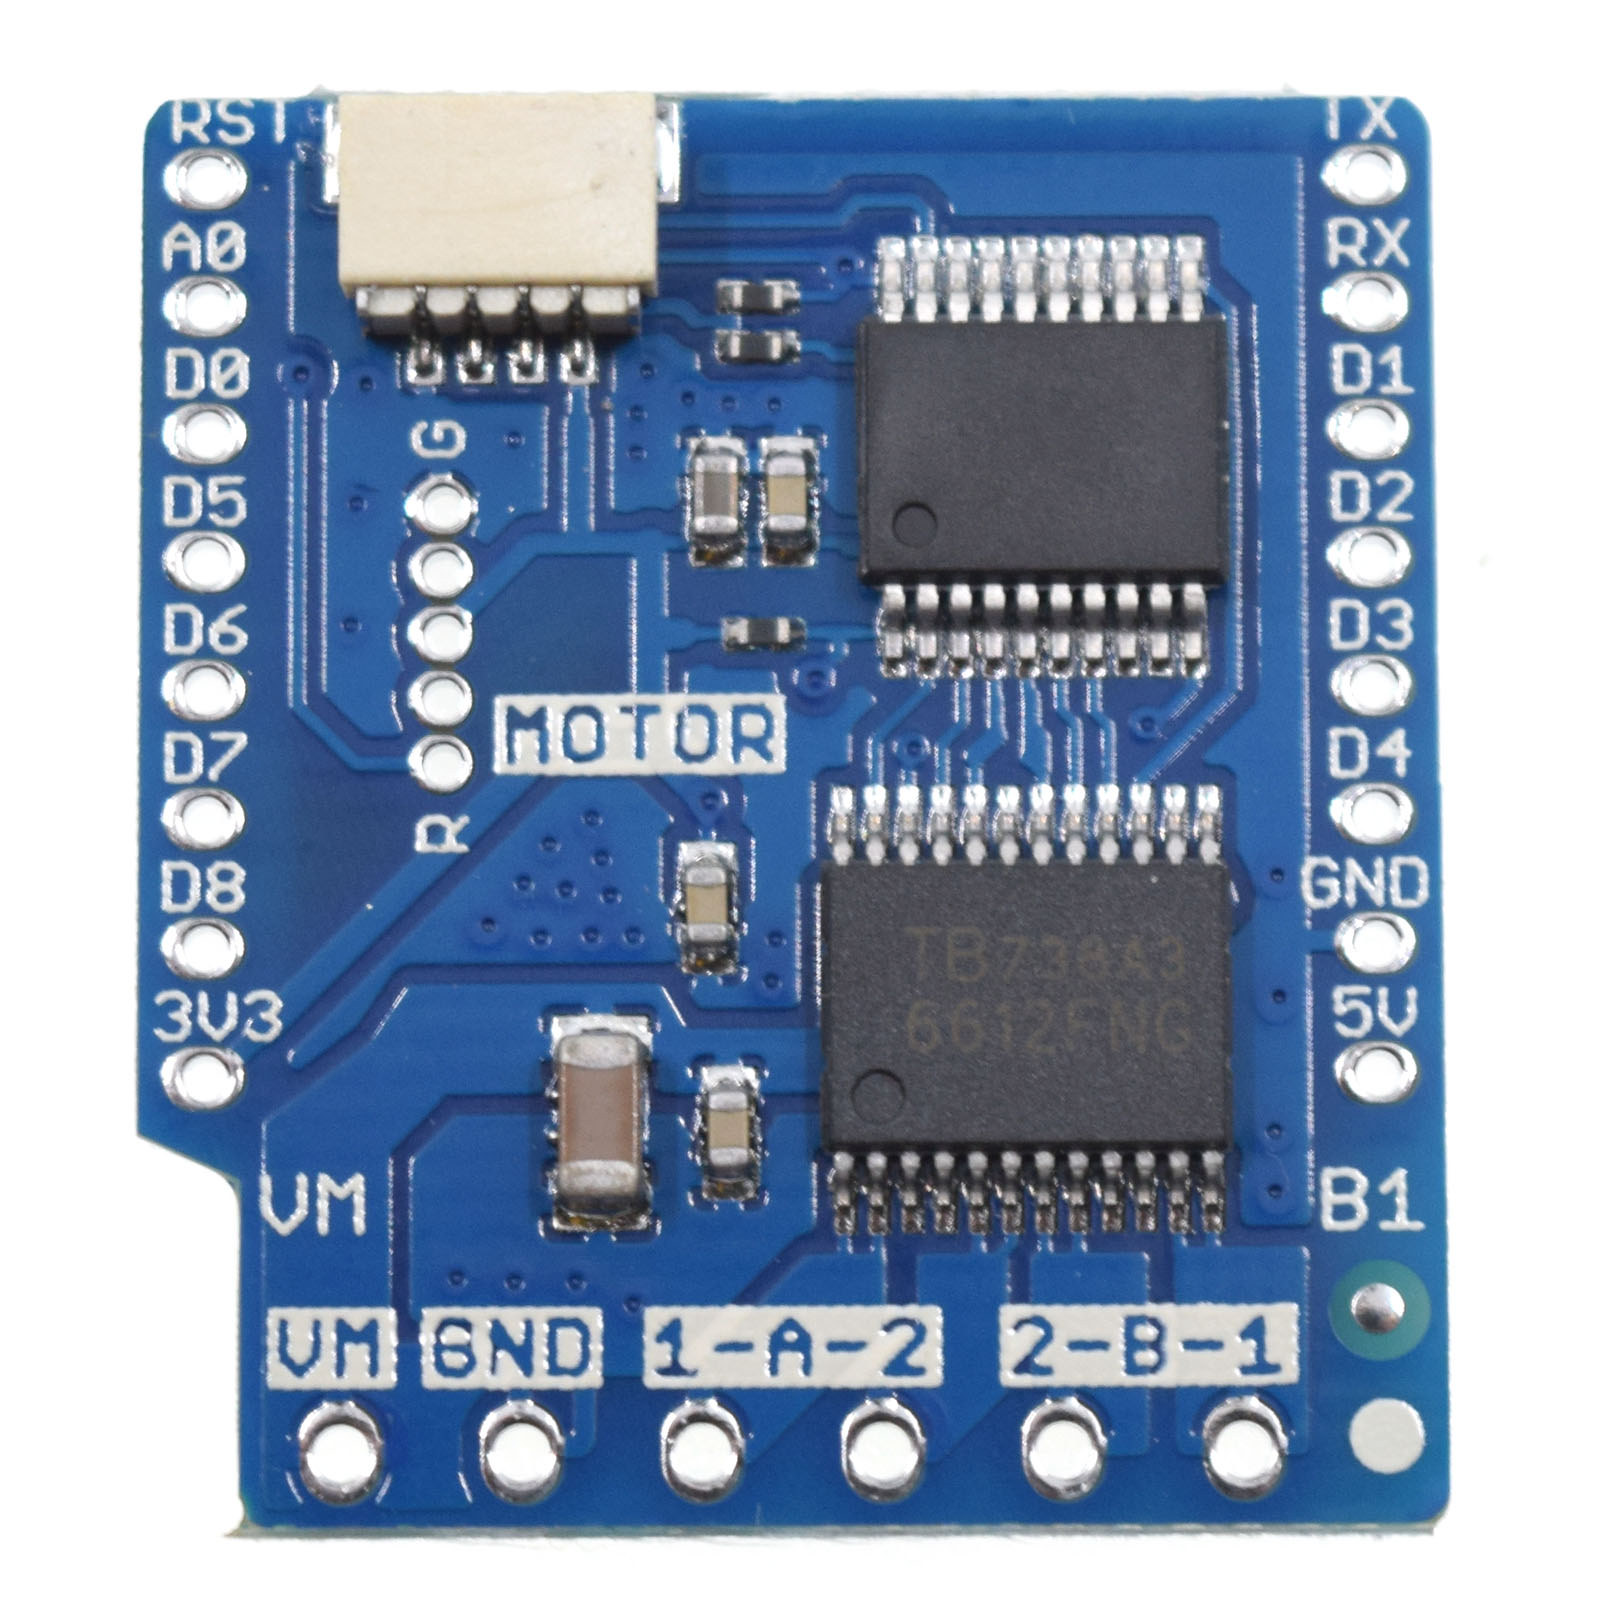 RST
TX
A0
RX
D0
D1
G
D5
D2
D6
D3
MOTOR
D7
D4
R
D8
GND
TB738A3
6612FNG
3V3
5V
VM
B1
VM
GND
1-A-2
2-B-1